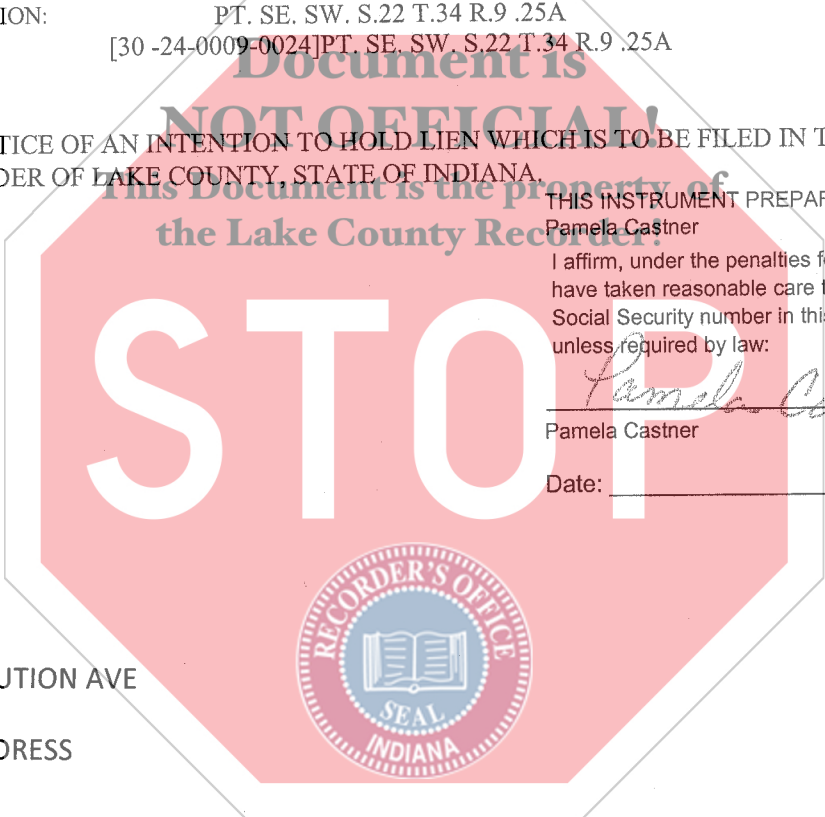 ION: PT. SE. SW. S.22 T.34 R.9 .25A
[30 -24-0009-0024]PT. SE. SW. S.22 T.34 R.9 .25A
Document is
NOT OFFICIAL!
TICE OF AN INTENTION TO HOLD LIEN WHICH IS TO BE FILED IN T
DER OF LAKE COUNTY, STATE OF INDIANA.
This Document is the property of
the Lake County Recorder!
THIS INSTRUMENT PREPAR
Pamela Castner
I affirm, under the penalties f
have taken reasonable care t
Social Security number in this
unless required by law:
STOP
Pamela Ca
Pamela Castner
Date:
RECORDER'S OFFICE
SEAL
INDIANA
UTION AVE
DRESS